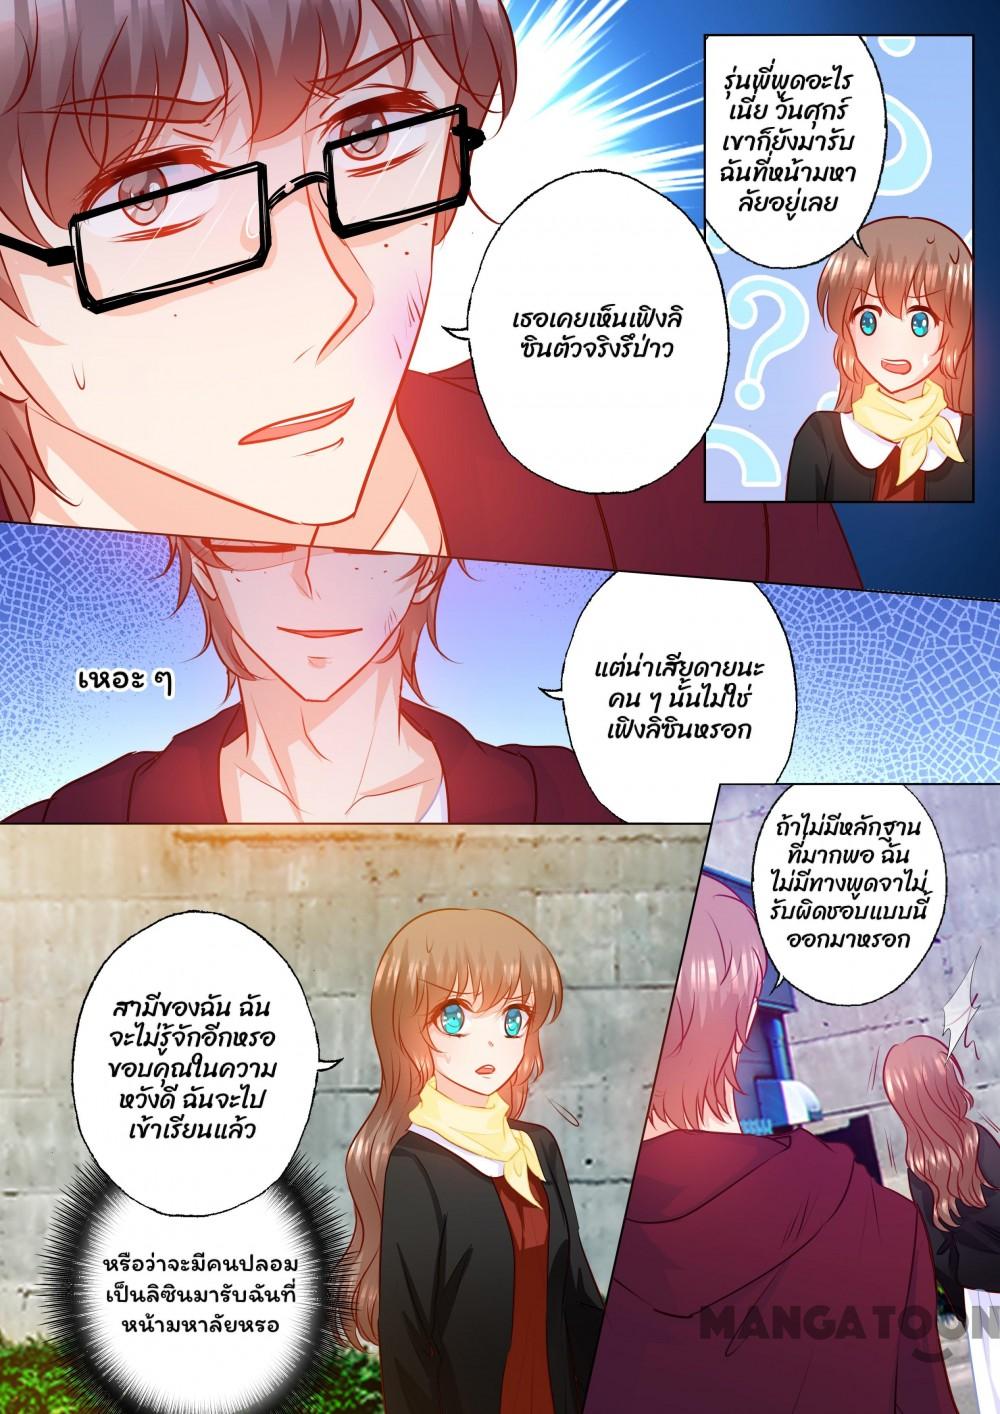 เธอเคยเห็นเฟิงลิ
ซินตัวจริงรึป่าว
รุ่นพี่พูดอะไร
เนี่ย วันศุกร์
เขาก็ยังมารับ
ฉันที่หน้ามหา
ลัยอยู่เลย
เหอะ ๆ
แต่น่าเสียดายนะ
คน ๆ นั้นไม่ใช่
เฟิงลิซินหรอก
ถ้าไม่มีหลักฐาน
ที่มากพอ ฉัน
ไม่มีทางพูดจาไม่
รับผิดชอบแบบนี้
ออกมาหรอก
สามีของฉัน ฉัน
จะไม่รู้จักอีกหรอ
ขอบคุณในความ
หวังดี ฉันจะไป
เข้าเรียนแล้ว
หรือว่าจะมีคนปลอม
เป็นลิซินมารับฉันที่
หน้ามหาลัยหรอ
MANGATOON